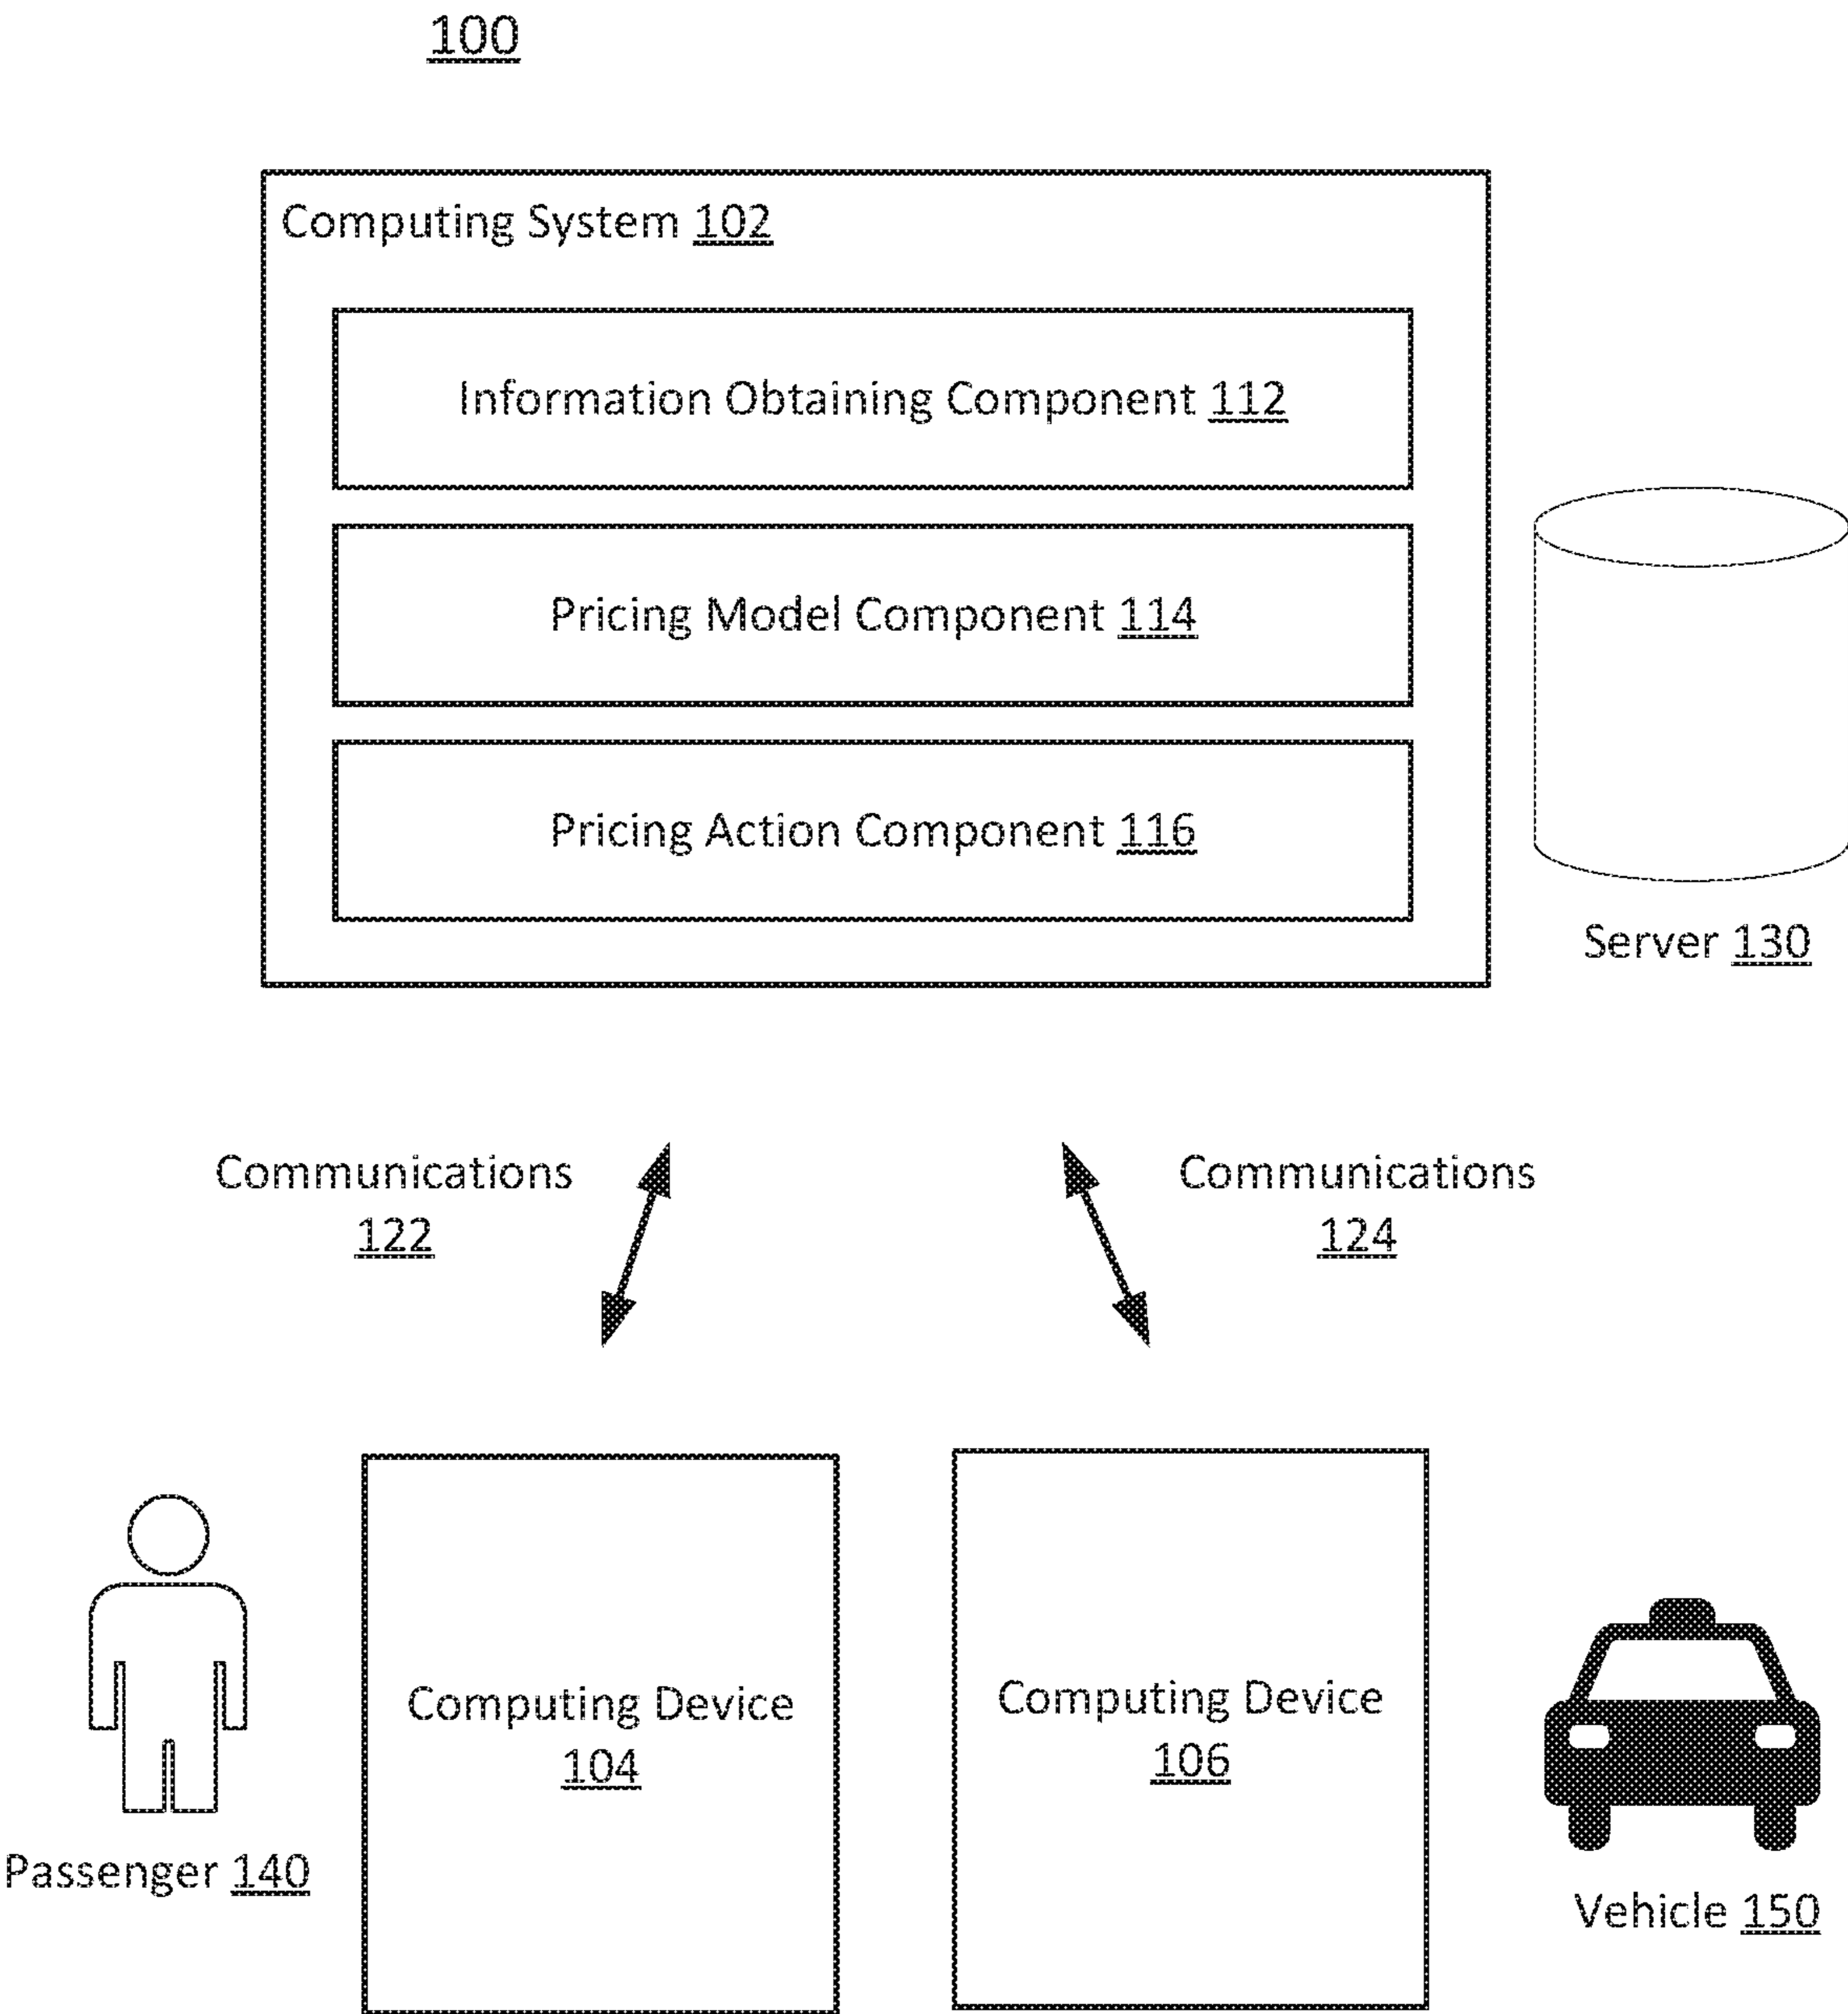 100
Computing System 102
Information Obtaining Component 112
Pricing Model Component 114
Pricing Action Component 116
Server 130
Communications
122
Communications
124
Computing Device
104
Computing Device
106
Passenger 140
Vehicle 150